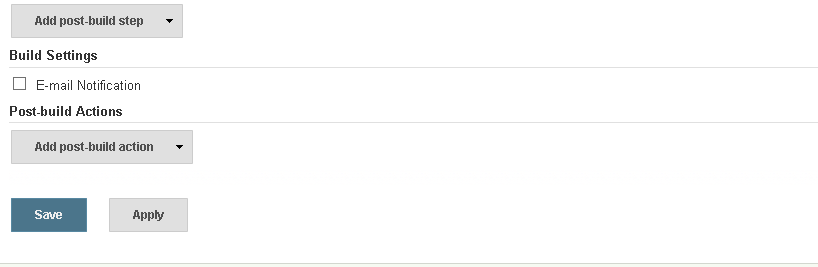 Add post-build step
Build Settings
E-mail Notification
Post-build Actions
Add post-build action
Save Apply